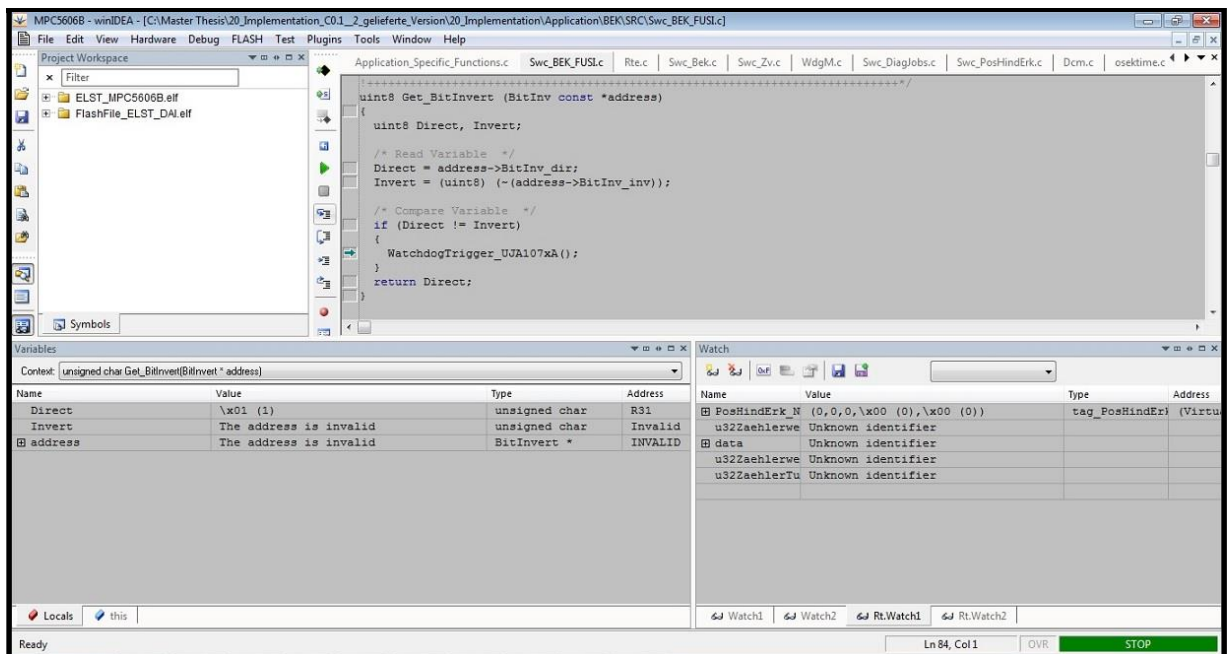 MPC5606B - winIDEA - [C:\Master Thesis\20_Implementation_C0.1__2_gelieferte_Version\20_Implementation\Application\BEK\SRC\Swc_BEK_FUSI.c]
File Edit View Hardware Debug FLASH Test Plugins Tools Window Help
Project Workspace
Filter
ELST_MPC5606B.elf
FlashFile_ELST_DAI.elf
Symbols
Application_Specific_Functions.c Swc_BEK_FUSI.c Rte.c Swc_Bek.c Swc_Zv.c WdgM.c Swc_DiagJobs.c Swc_PosHindErk.c Dcm.c osektime.c
uint8 Get_BitInvert (BitInv const *address)
{
uint8 Direct, Invert;
/* Read Variable */
Direct = address->BitInv_dir;
Invert = (uint8) (~(address->BitInv_inv));
/* Compare Variable */
if (Direct != Invert)
{
WatchdogTrigger_UJA107xA();
}
return Direct;
}
Variables
Context: unsigned char Get_BitInvert(BitInvert * address)
Name Value Type Address
Direct \x01 (1) unsigned char R31
Invert The address is invalid unsigned char Invalid
address The address is invalid BitInvert * INVALID
Locals this
Watch
Name Value Type Address
PosHindErk_N (0,0,0,\x00 (0),\x00 (0)) tag_PosHindErk (Virtua
u32Zaehlerwe Unknown identifier
data Unknown identifier
u32Zaehlerwe Unknown identifier
u32ZaehlerTu Unknown identifier
Watch1 Watch2 Rt.Watch1 Rt.Watch2
Ready Ln 84, Col 1 OVR STOP